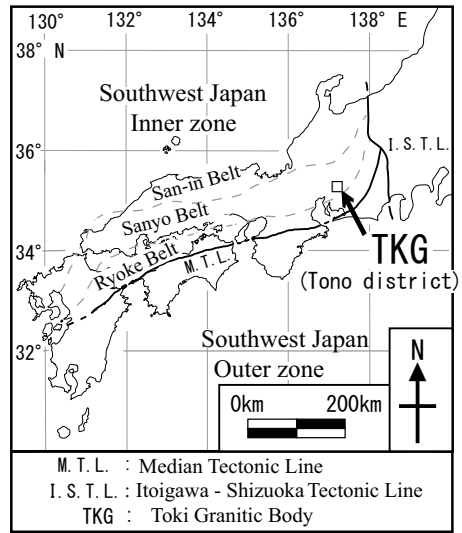 130° 132° 134° 136° 138° E
38° N
Southwest Japan
Inner zone
36°
I.S.T.L.
San-in Belt
Sanyo Belt
TKG
(Tono district)
34°
Ryoke Belt
M.T.L.
Southwest Japan
Outer zone
32°
N
0km 200km
M.T.L. : Median Tectonic Line
I.S.T.L. : Itoigawa - Shizuoka Tectonic Line
TKG : Toki Granitic Body